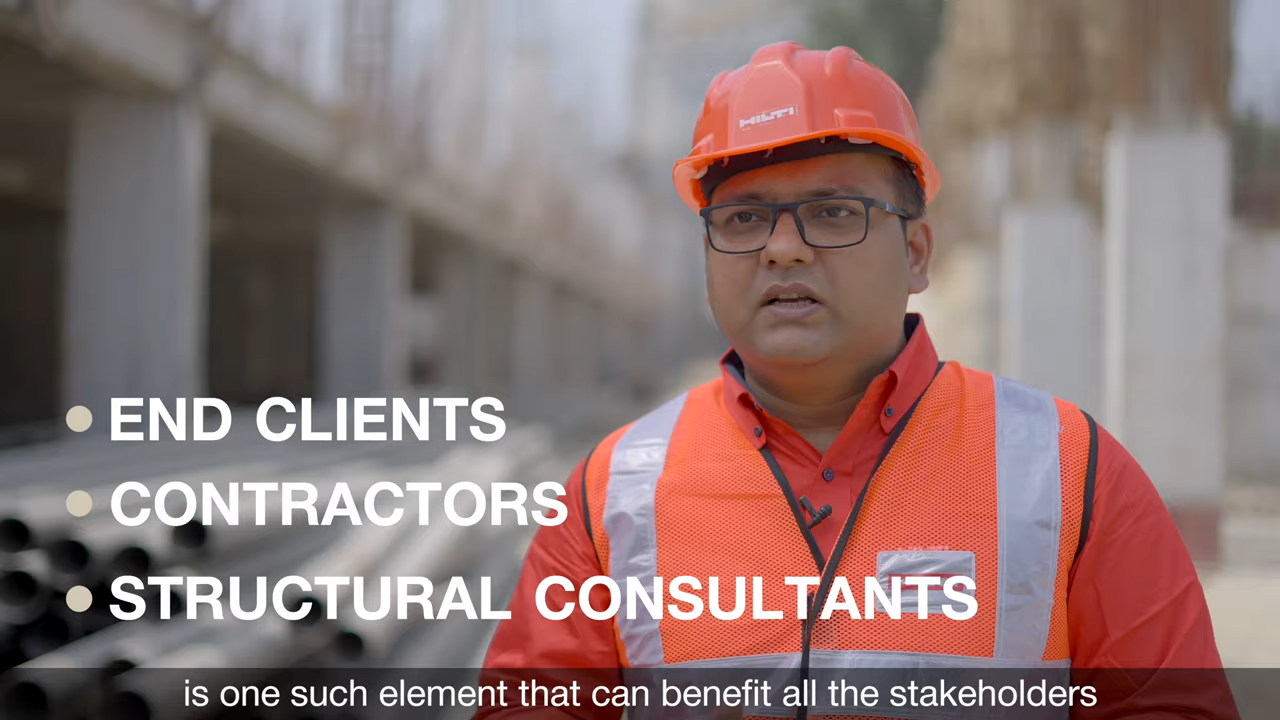 HILTI
END CLIENTS
CONTRACTORS
STRUCTURAL CONSULTANTS
is one such element that can benefit all the stakeholders